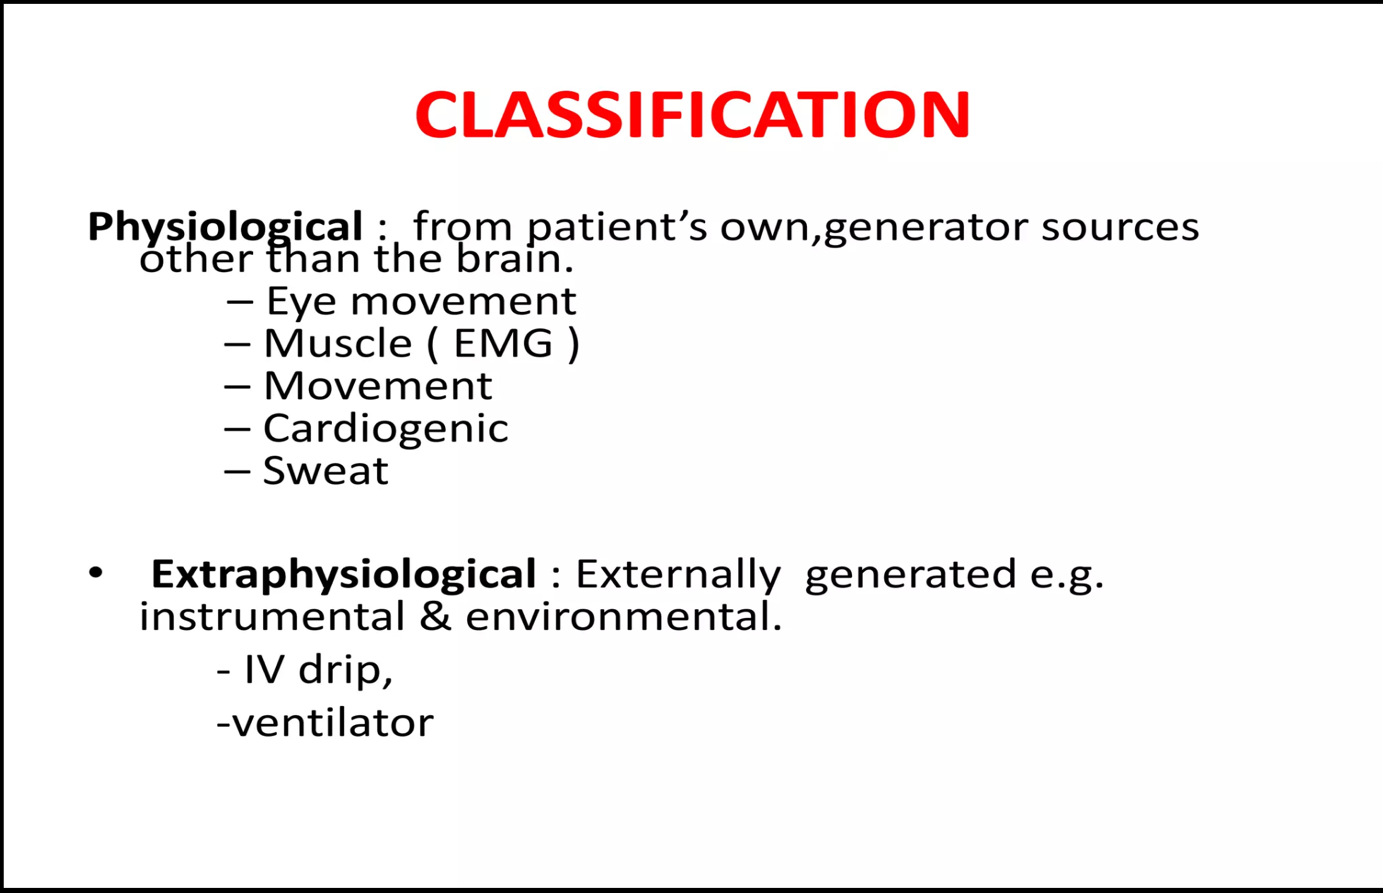 CLASSIFICATION
Physiological : from patient’s own,generator sources
other than the brain.
– Eye movement
– Muscle ( EMG )
– Movement
– Cardiogenic
– Sweat
• Extraphysiological : Externally generated e.g.
instrumental & environmental.
- IV drip,
-ventilator